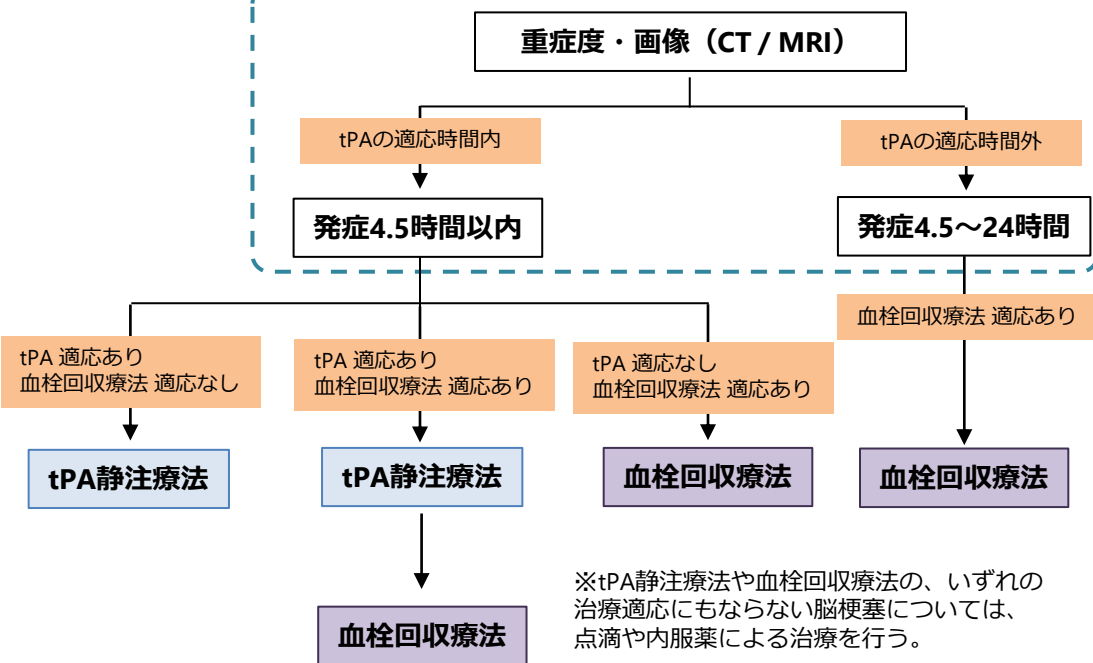 重症度・画像（CT / MRI）
tPAの適応時間内
tPAの適応時間外
発症4.5時間以内
発症4.5～24時間
血栓回収療法 適応あり
tPA 適応あり
血栓回収療法 適応なし
tPA 適応あり
血栓回収療法 適応あり
tPA 適応なし
血栓回収療法 適応あり
tPA静注療法
tPA静注療法
血栓回収療法
血栓回収療法
血栓回収療法
※tPA静注療法や血栓回収療法の、いずれの
治療適応にもならない脳梗塞については、
点滴や内服薬による治療を行う。